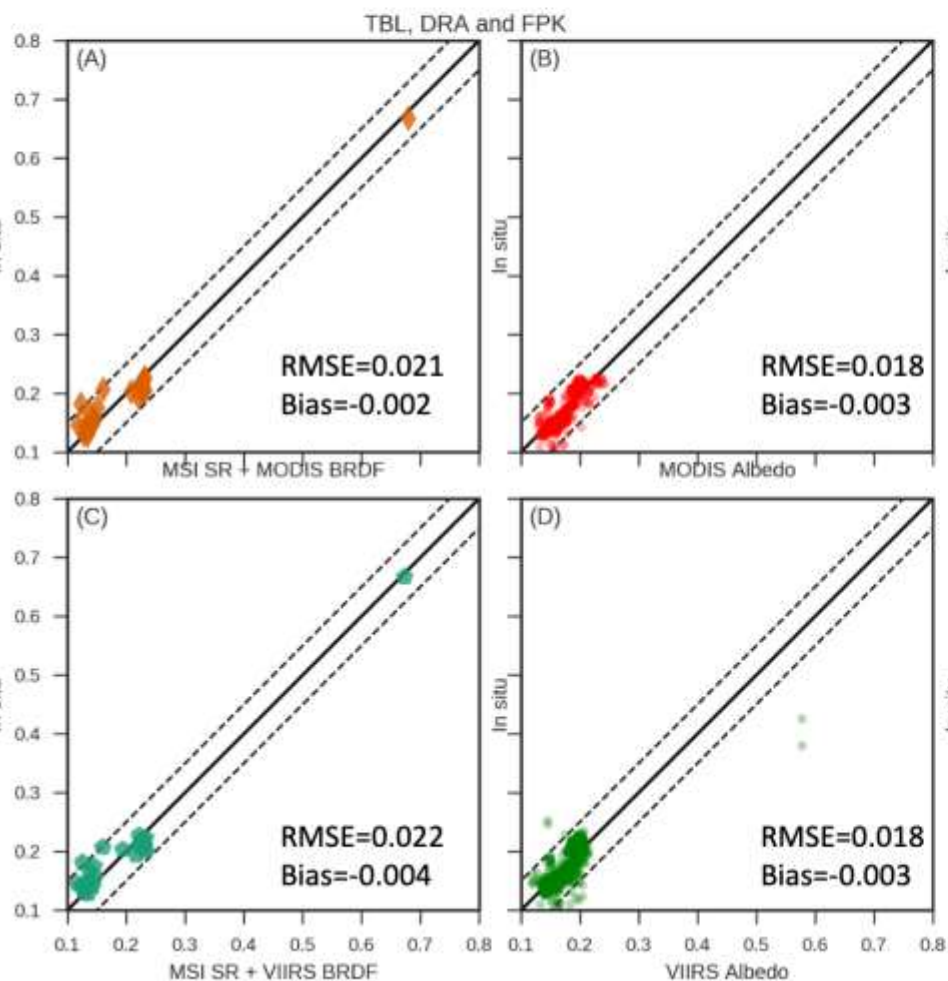 TBL, DRA and FPK
0.8
(A)
(B)
0.7
0.6
0.5
In situ
0.4
0.3
RMSE=0.021
RMSE=0.018
0.2
Bias=-0.002
Bias=-0.003
0.1
MSI SR + MODIS BRDF
MODIS Albedo
0.8
(C)
(D)
0.7
0.6
0.5
In situ
0.4
0.3
RMSE=0.022
RMSE=0.018
0.2
Bias=-0.004
Bias=-0.003
0.1
0.1 0.2 0.3 0.4 0.5 0.6 0.7 0.8
0.1 0.2 0.3 0.4 0.5 0.6 0.7 0.8
MSI SR + VIIRS BRDF
VIIRS Albedo